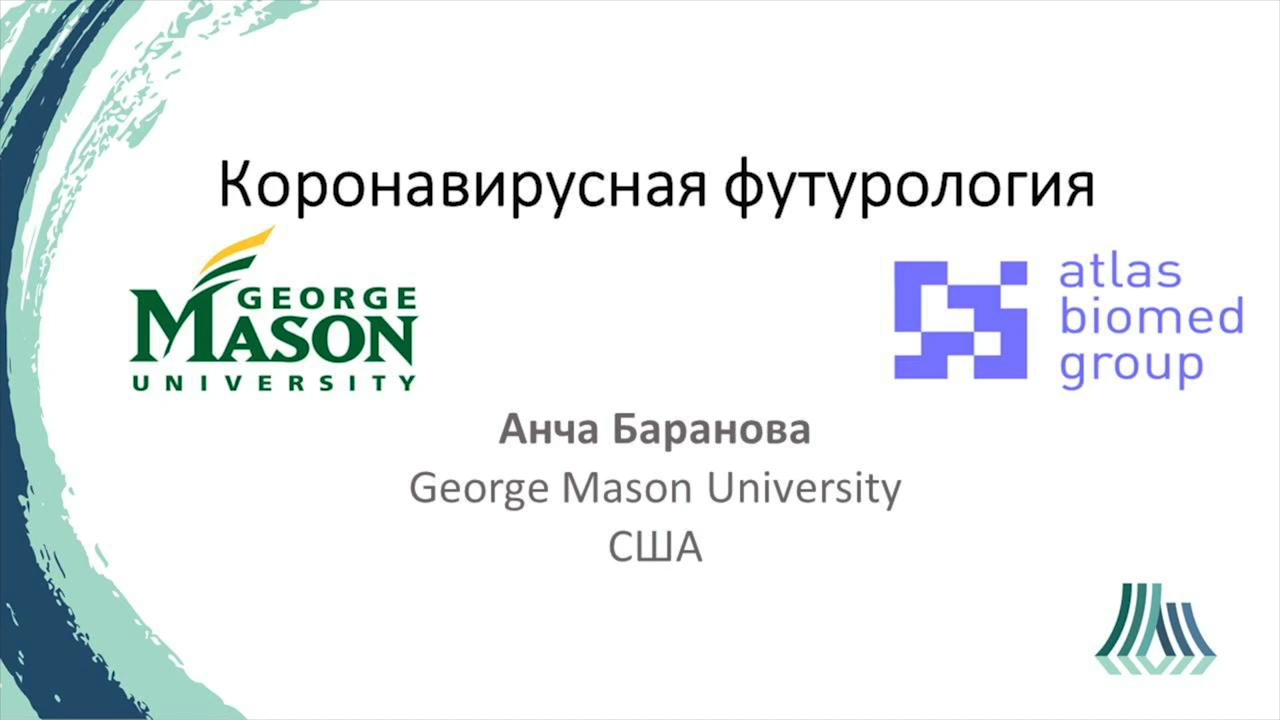 Коронавирусная футурология
GEORGE
MASON
UNIVERSITY
atlas
biomed
group
Анча Баранова
George Mason University
США